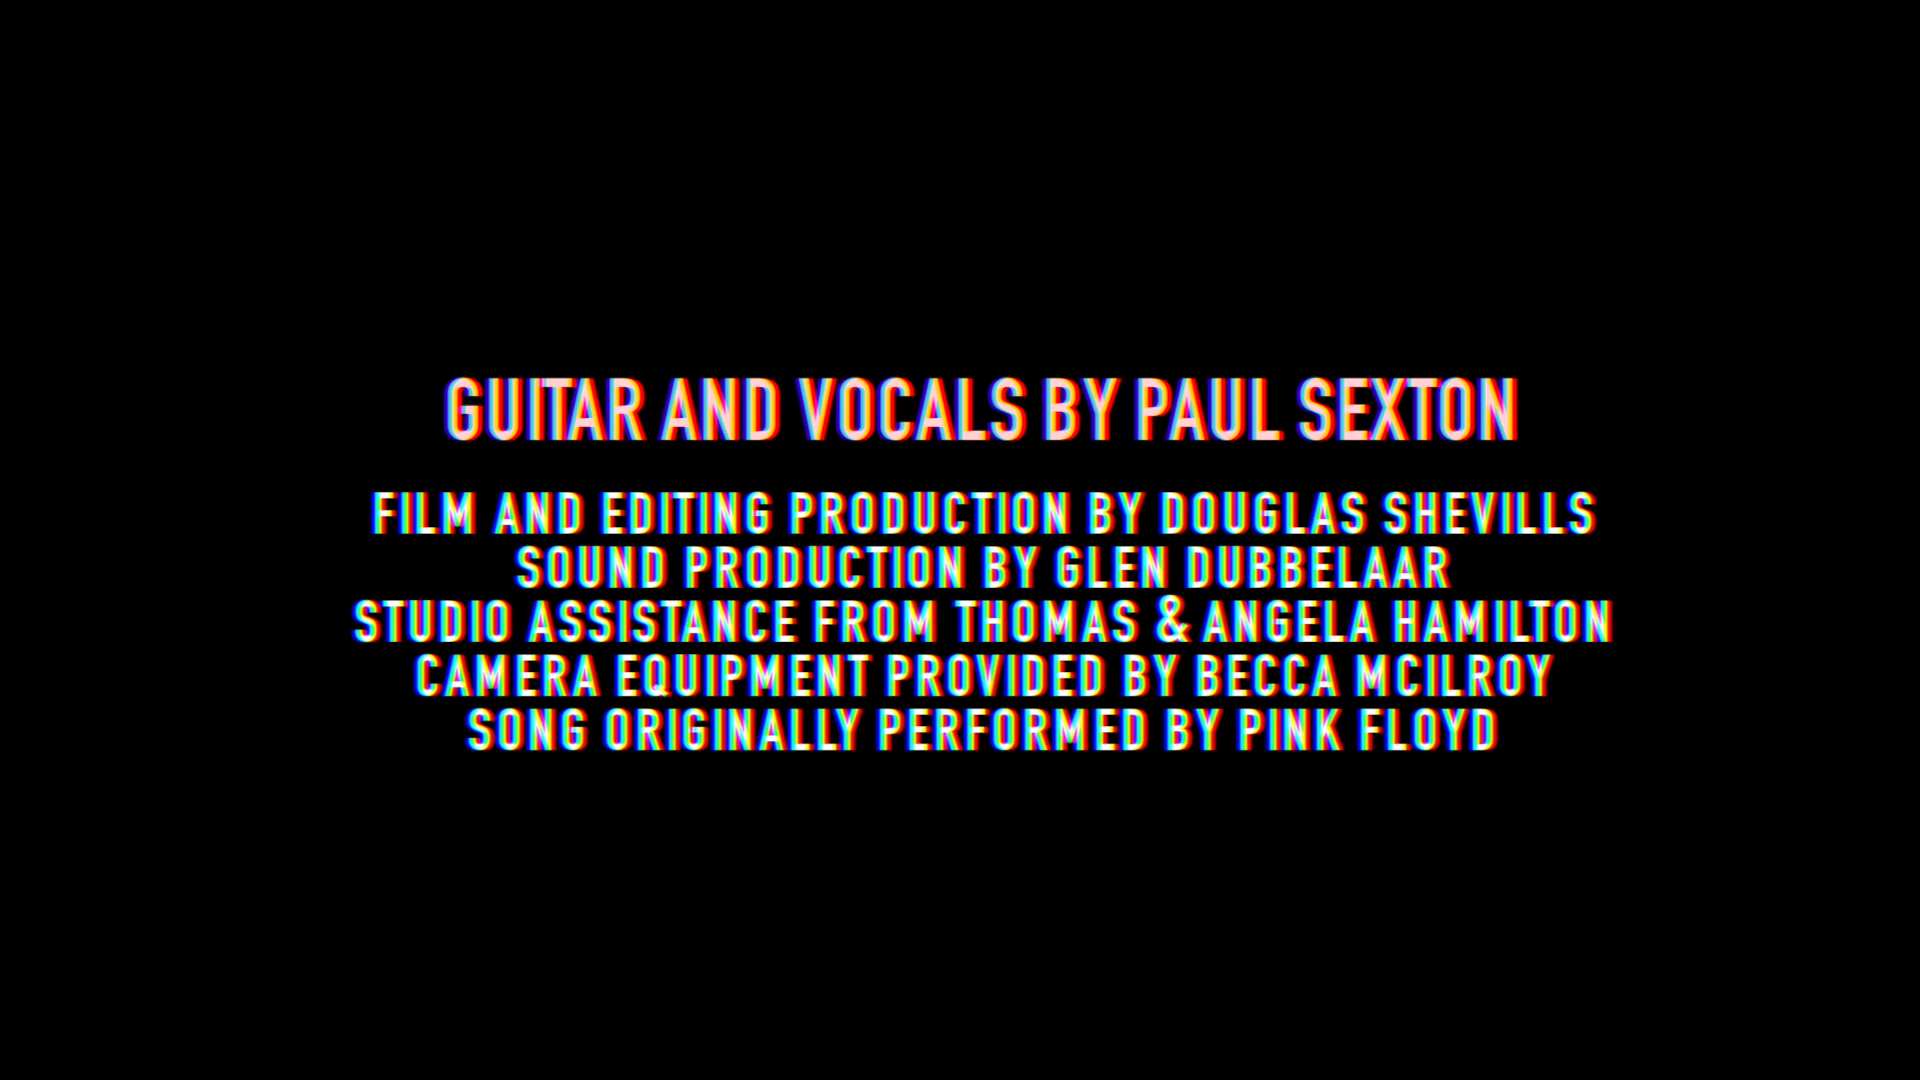 GUITAR AND VOCALS BY PAUL SEXTON
FILM AND EDITING PRODUCTION BY DOUGLAS SHEVILLS
SOUND PRODUCTION BY GLEN DUBBELAAR
STUDIO ASSISTANCE FROM THOMAS & ANGELA HAMILTON
CAMERA EQUIPMENT PROVIDED BY BECCA MCILROY
SONG ORIGINALLY PERFORMED BY PINK FLOYD